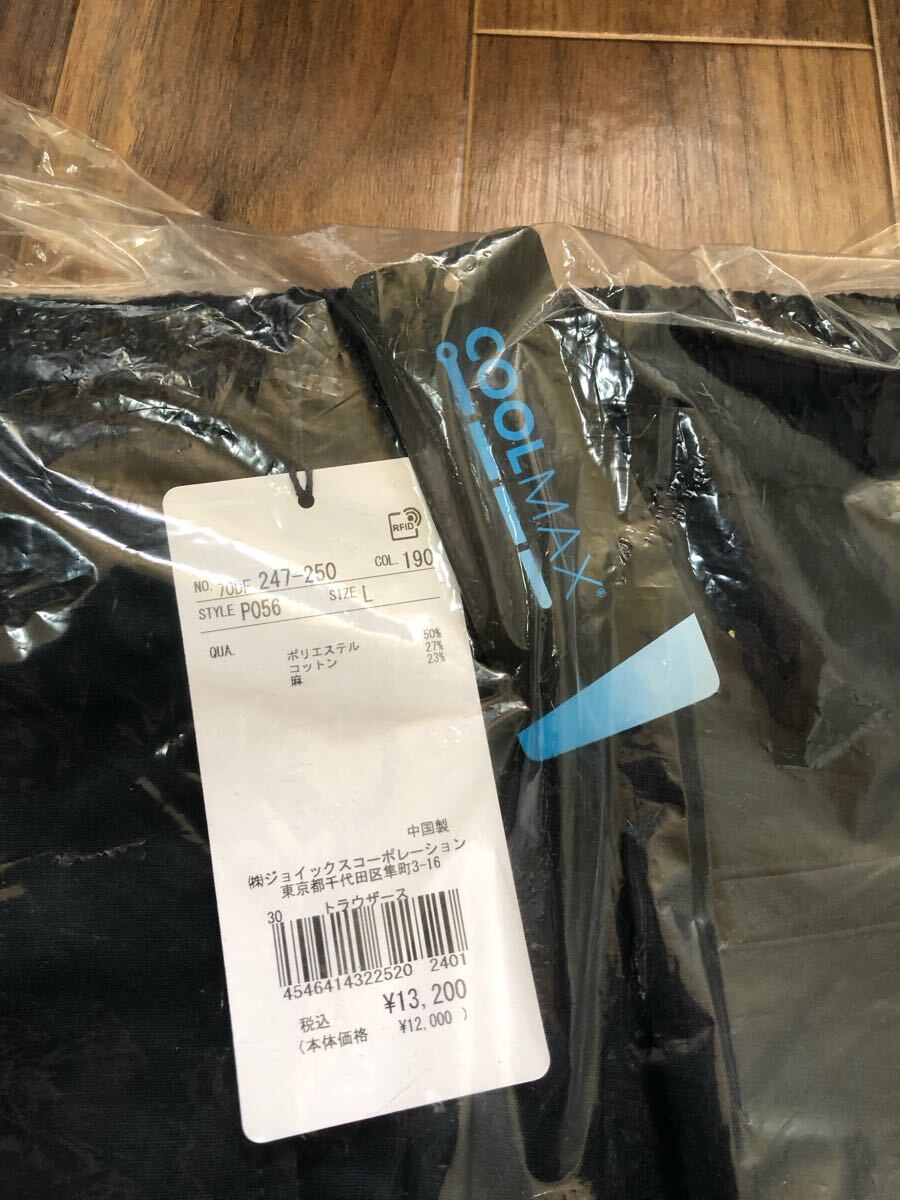 COOLMAX®
RFID
NO. 70DF 247-250 COL. 190
STYLE P056 SIZE L
QUA. ポリエステル 50%
コットン 27%
麻 23%
中国製
㈱ジョイックスコーポレーション
東京都千代田区隼町3-16
トラウザース
30
4546414322520 2401
税込 ¥13,200
(本体価格 ¥12,000 )